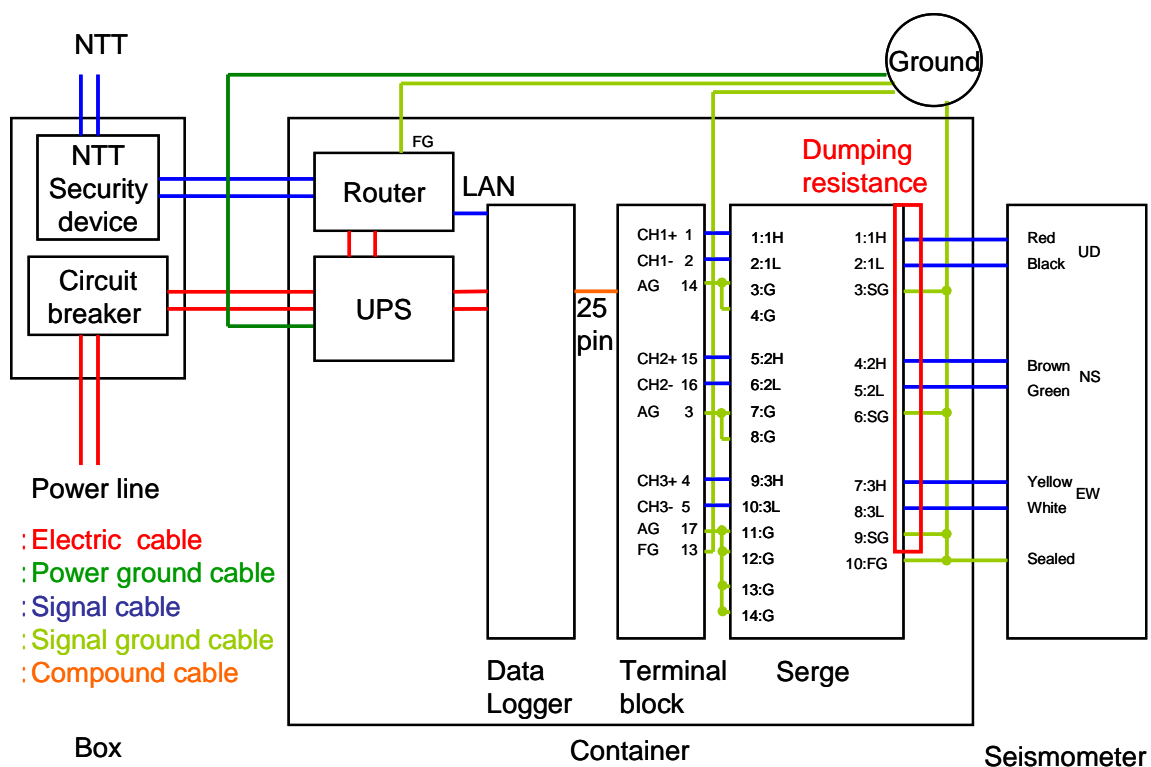 NTT
Ground
NTT
Security
device
FG
Router
LAN
Dumping
resistance
Circuit
breaker
UPS
25
pin
CH1+ 1
CH1- 2
AG 14
CH2+ 15
CH2- 16
AG 3
CH3+ 4
CH3- 5
AG 17
FG 13
1:1H
2:1L
3:G
4:G
5:2H
6:2L
7:G
8:G
9:3H
10:3L
11:G
12:G
13:G
14:G
1:1H
2:1L
3:SG
4:2H
5:2L
6:SG
7:3H
8:3L
9:SG
10:FG
Red
Black
UD
Brown
Green
NS
Yellow
White
EW
Sealed
Power line
:Electric cable
:Power ground cable
:Signal cable
:Signal ground cable
:Compound cable
Data
Logger
Terminal
block
Serge
Box
Container
Seismometer